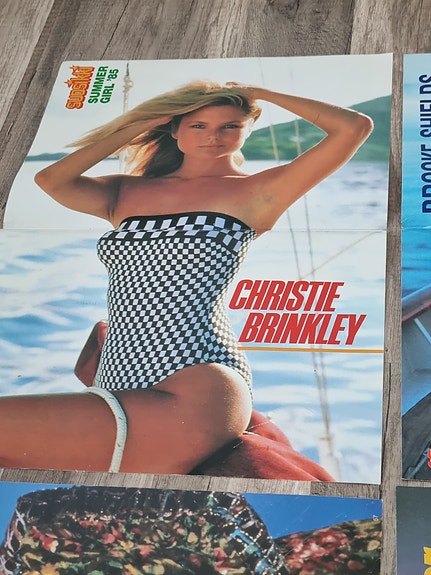 SUMMER
GIRL '85
CHRISTIE
BRINKLEY
BROOKE SHIELDS